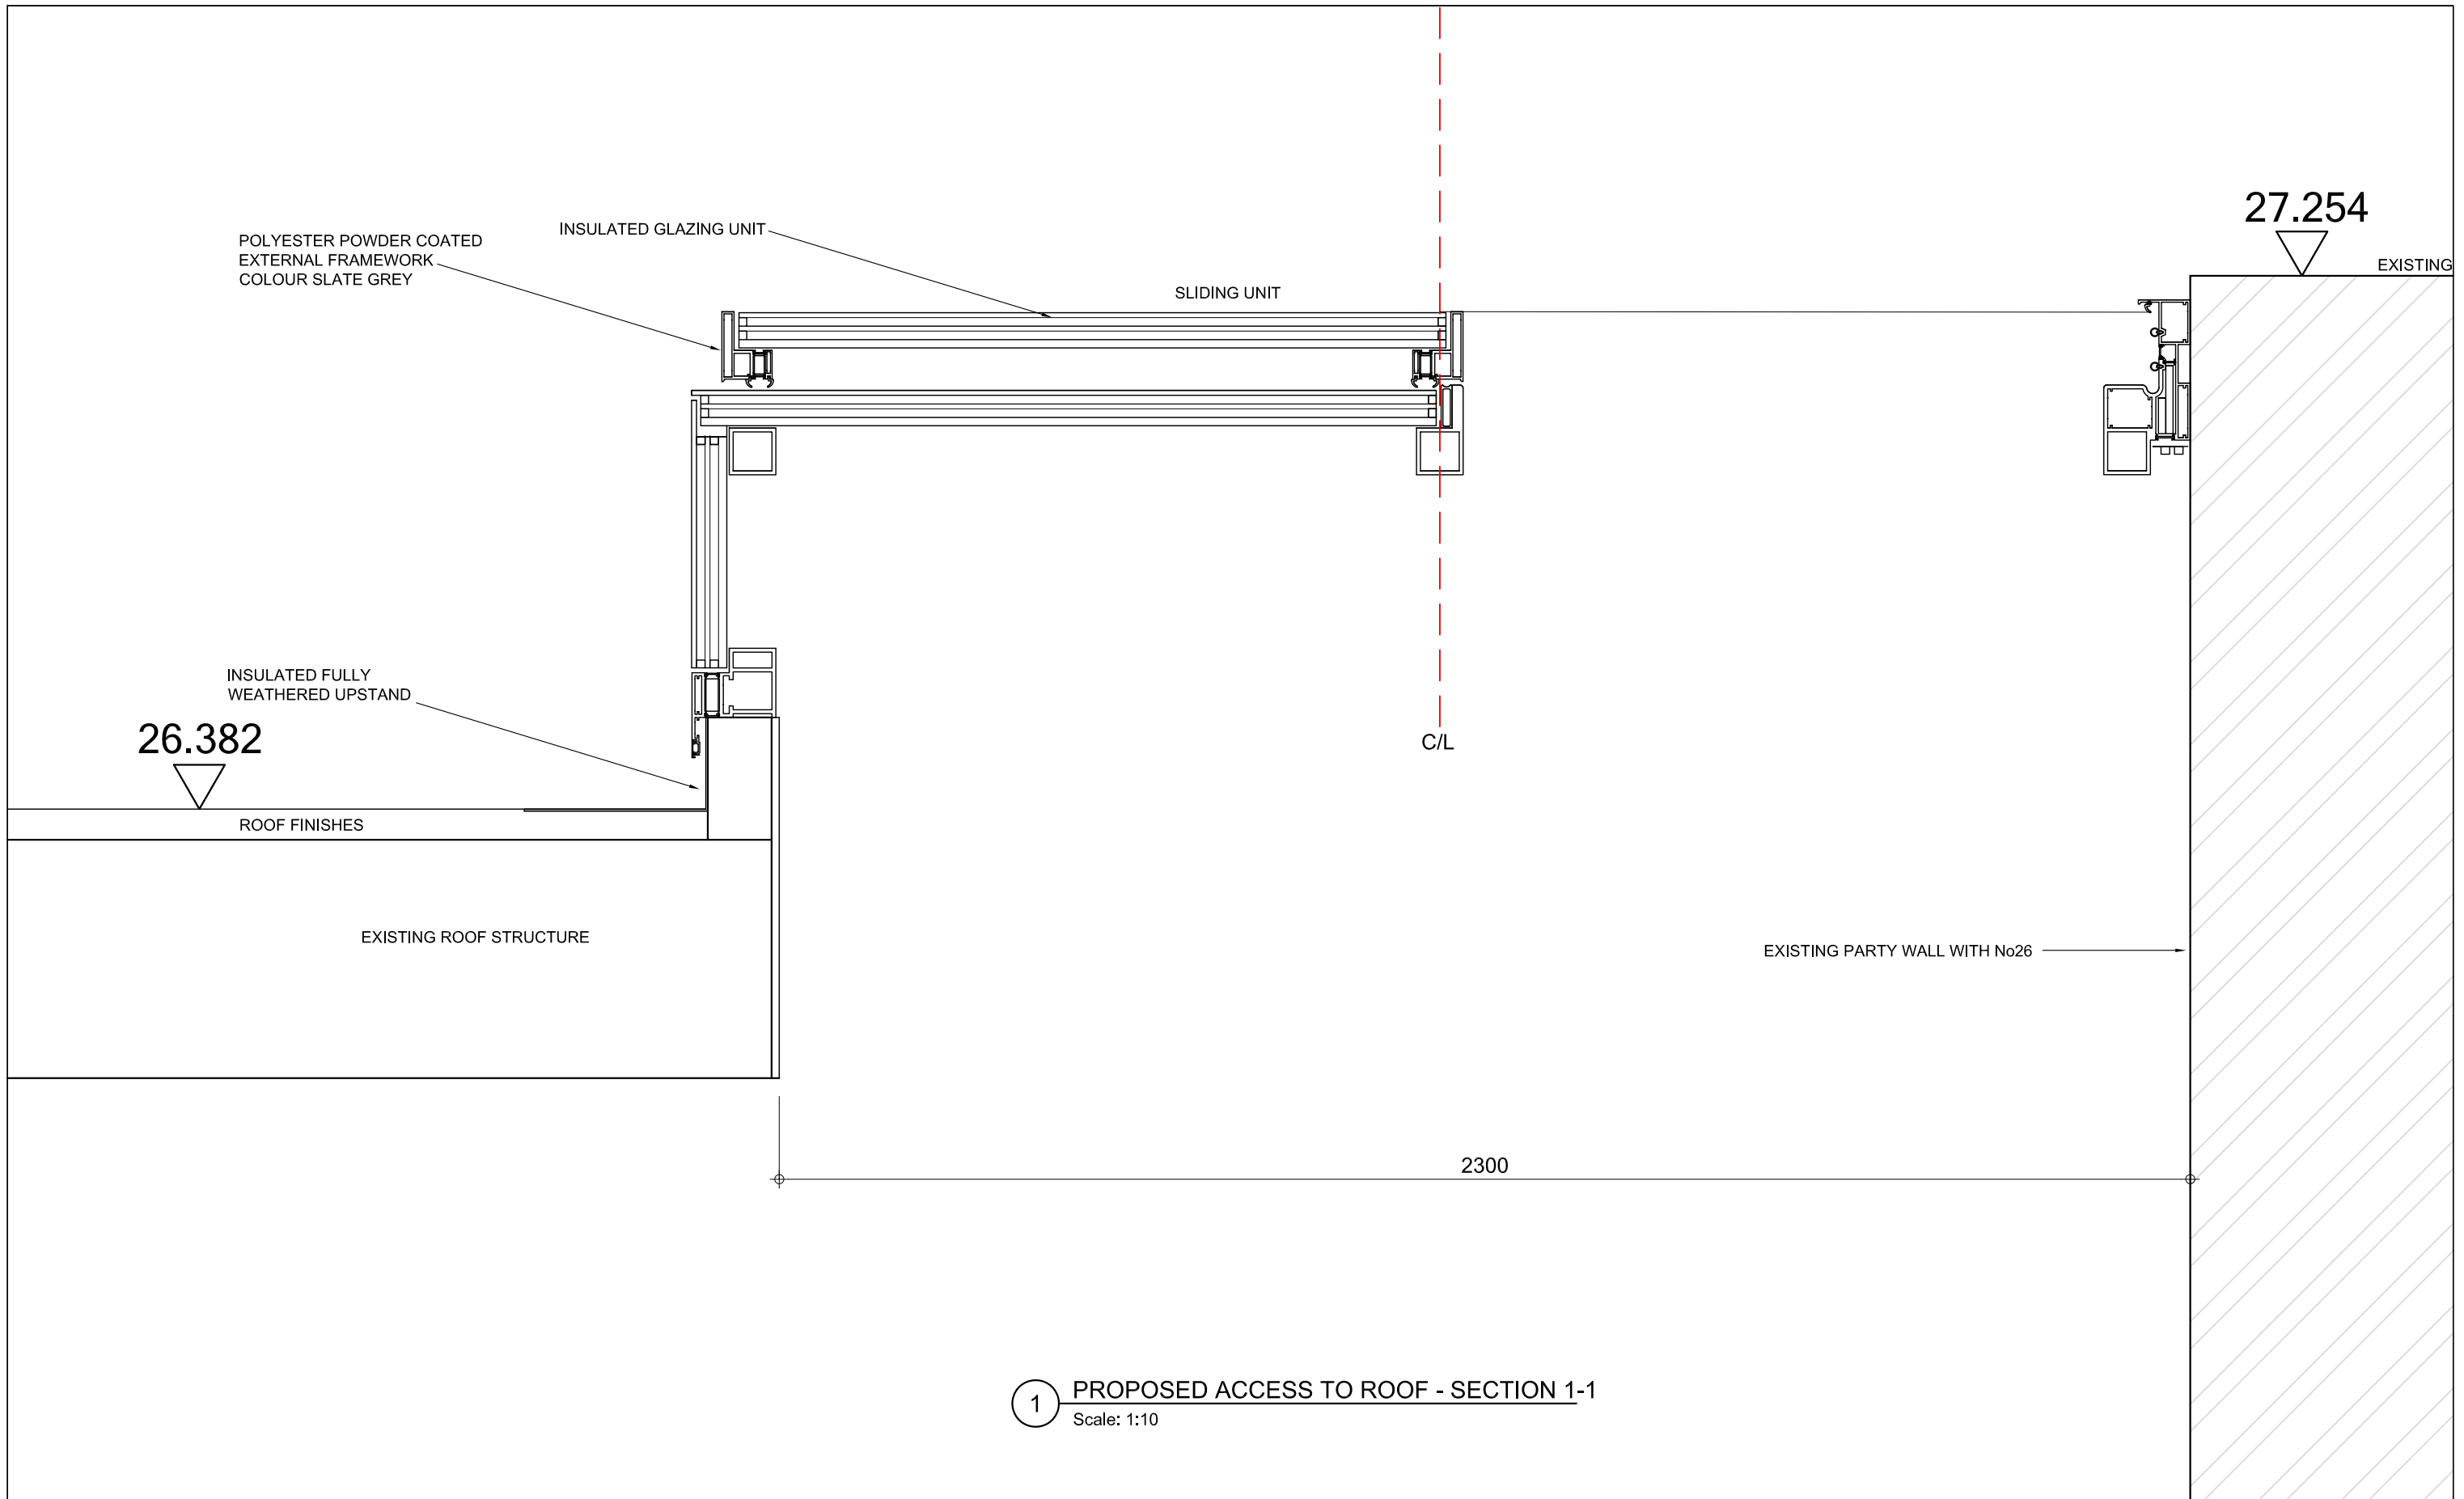 27.254
EXISTING
POLYESTER POWDER COATED
EXTERNAL FRAMEWORK
COLOUR SLATE GREY
INSULATED GLAZING UNIT
SLIDING UNIT
INSULATED FULLY
WEATHERED UPSTAND
26.382
C/L
ROOF FINISHES
EXISTING ROOF STRUCTURE
EXISTING PARTY WALL WITH No26
2300
1
PROPOSED ACCESS TO ROOF - SECTION 1-1
Scale: 1:10